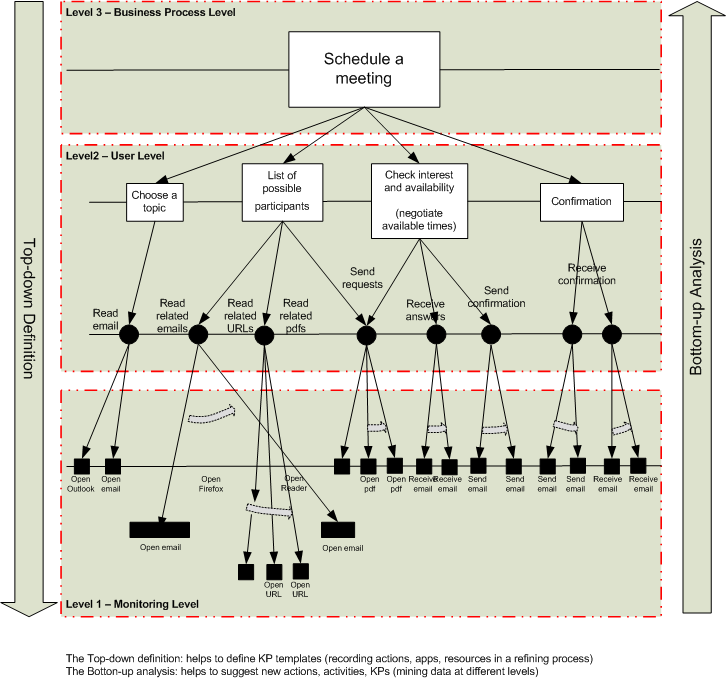 Level 3 – Business Process Level
Schedule a
meeting
Level2 – User Level
Choose a
topic
List of
possible
participants
Check interest
and availability
(negotiate
available times)
Confirmation
Read
email
Read
related
emails
Read
related
URLs
Read
related
pdfs
Send
requests
Receive
answers
Send
confirmation
Receive
confirmation
Top-down Definition
Bottom-up Analysis
Open
Outlook
Open
email
Open
Firefox
Open
Reader
Open
pdf
Open
pdf
Receive
email
Receive
email
Send
email
Send
email
Send
email
Send
email
Receive
email
Receive
email
Open email
Open email
Open
URL
Open
URL
Level 1 – Monitoring Level
The Top-down definition: helps to define KP templates (recording actions, apps, resources in a refining process)
The Botton-up analysis: helps to suggest new actions, activities, KPs (mining data at different levels)